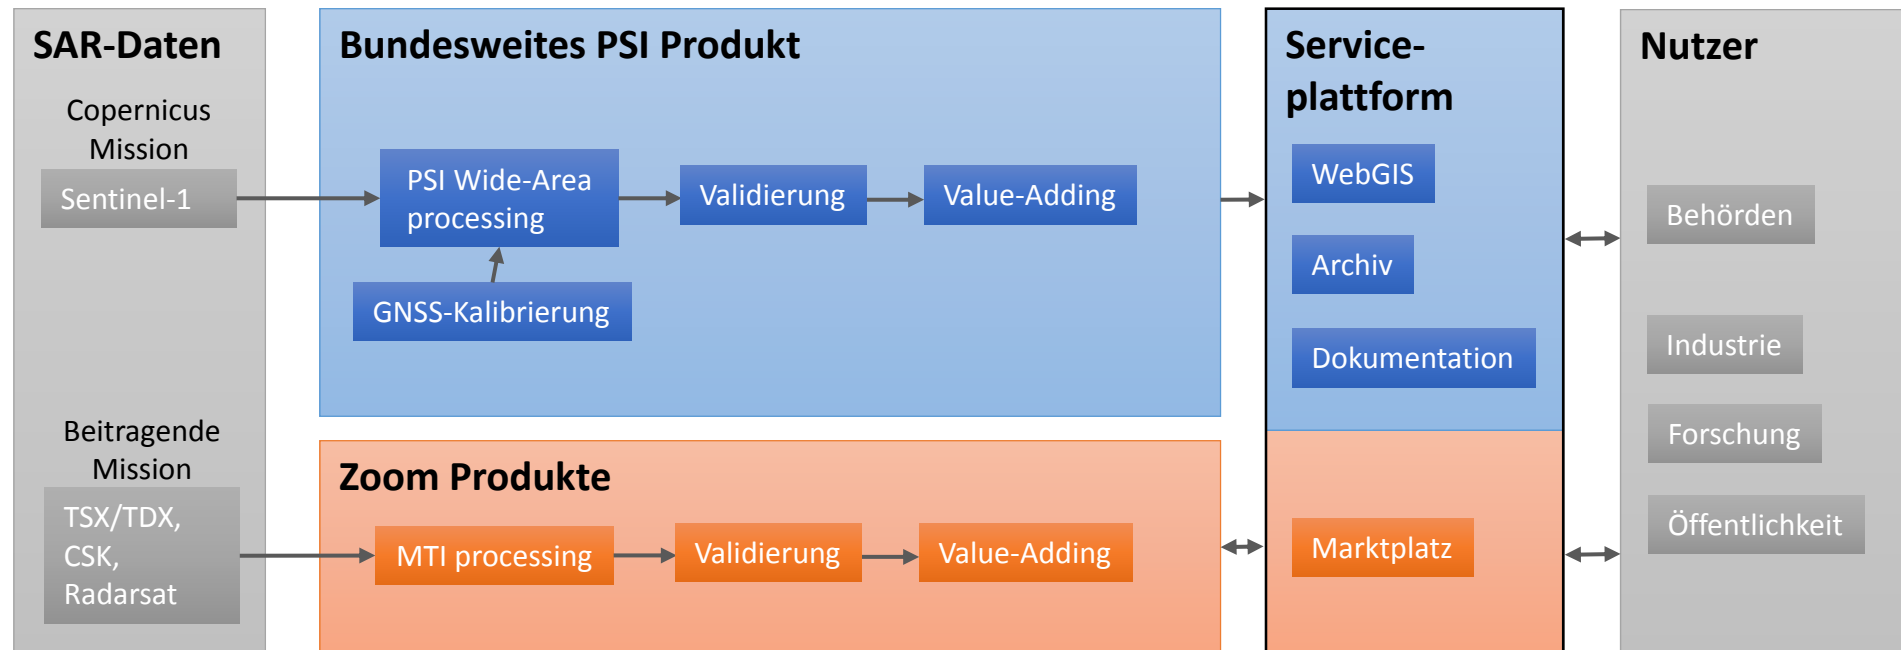 SAR-Daten
Copernicus
Mission
Sentinel-1
Beitragende
Mission
TSX/TDX,
CSK,
Radarsat
Bundesweites PSI Produkt
PSI Wide-Area
processing
Validierung
Value-Adding
GNSS-Kalibrierung
Zoom Produkte
MTI processing
Validierung
Value-Adding
Service-
plattform
WebGIS
Archiv
Dokumentation
Marktplatz
Nutzer
Behörden
Industrie
Forschung
Öffentlichkeit